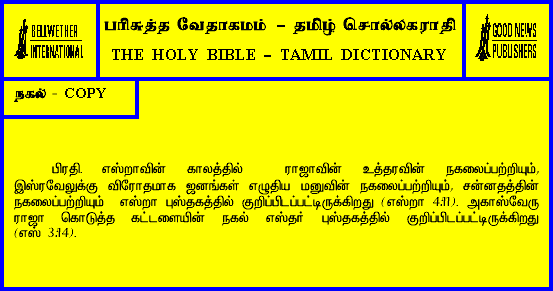 BELLWETHER
INTERNATIONAL
பரிசுத்த வேதாகமம் – தமிழ் சொல்லகராதி
THE HOLY BIBLE – TAMIL DICTIONARY
GOOD NEWS
PUBLISHERS
நகல் - COPY
பிரதி. எஸ்றாவின் காலத்தில் ராஜாவின் உத்தரவின் நகலைப்பற்றியும்,
இஸ்ரவேலுக்கு விரோதமாக ஜனங்கள் எழுதிய மனுவின் நகலைப்பற்றியும், சன்னதத்தின்
நகலைப்பற்றியும் எஸ்றா புஸ்தகத்தில் குறிப்பிடப்பட்டிருக்கிறது (எஸ்றா 4:11). அகாஸ்வேரு
ராஜா கொடுத்த கட்டளையின் நகல் எஸ்தர் புஸ்தகத்தில் குறிப்பிடப்பட்டிருக்கிறது
(எஸ் 3:14).